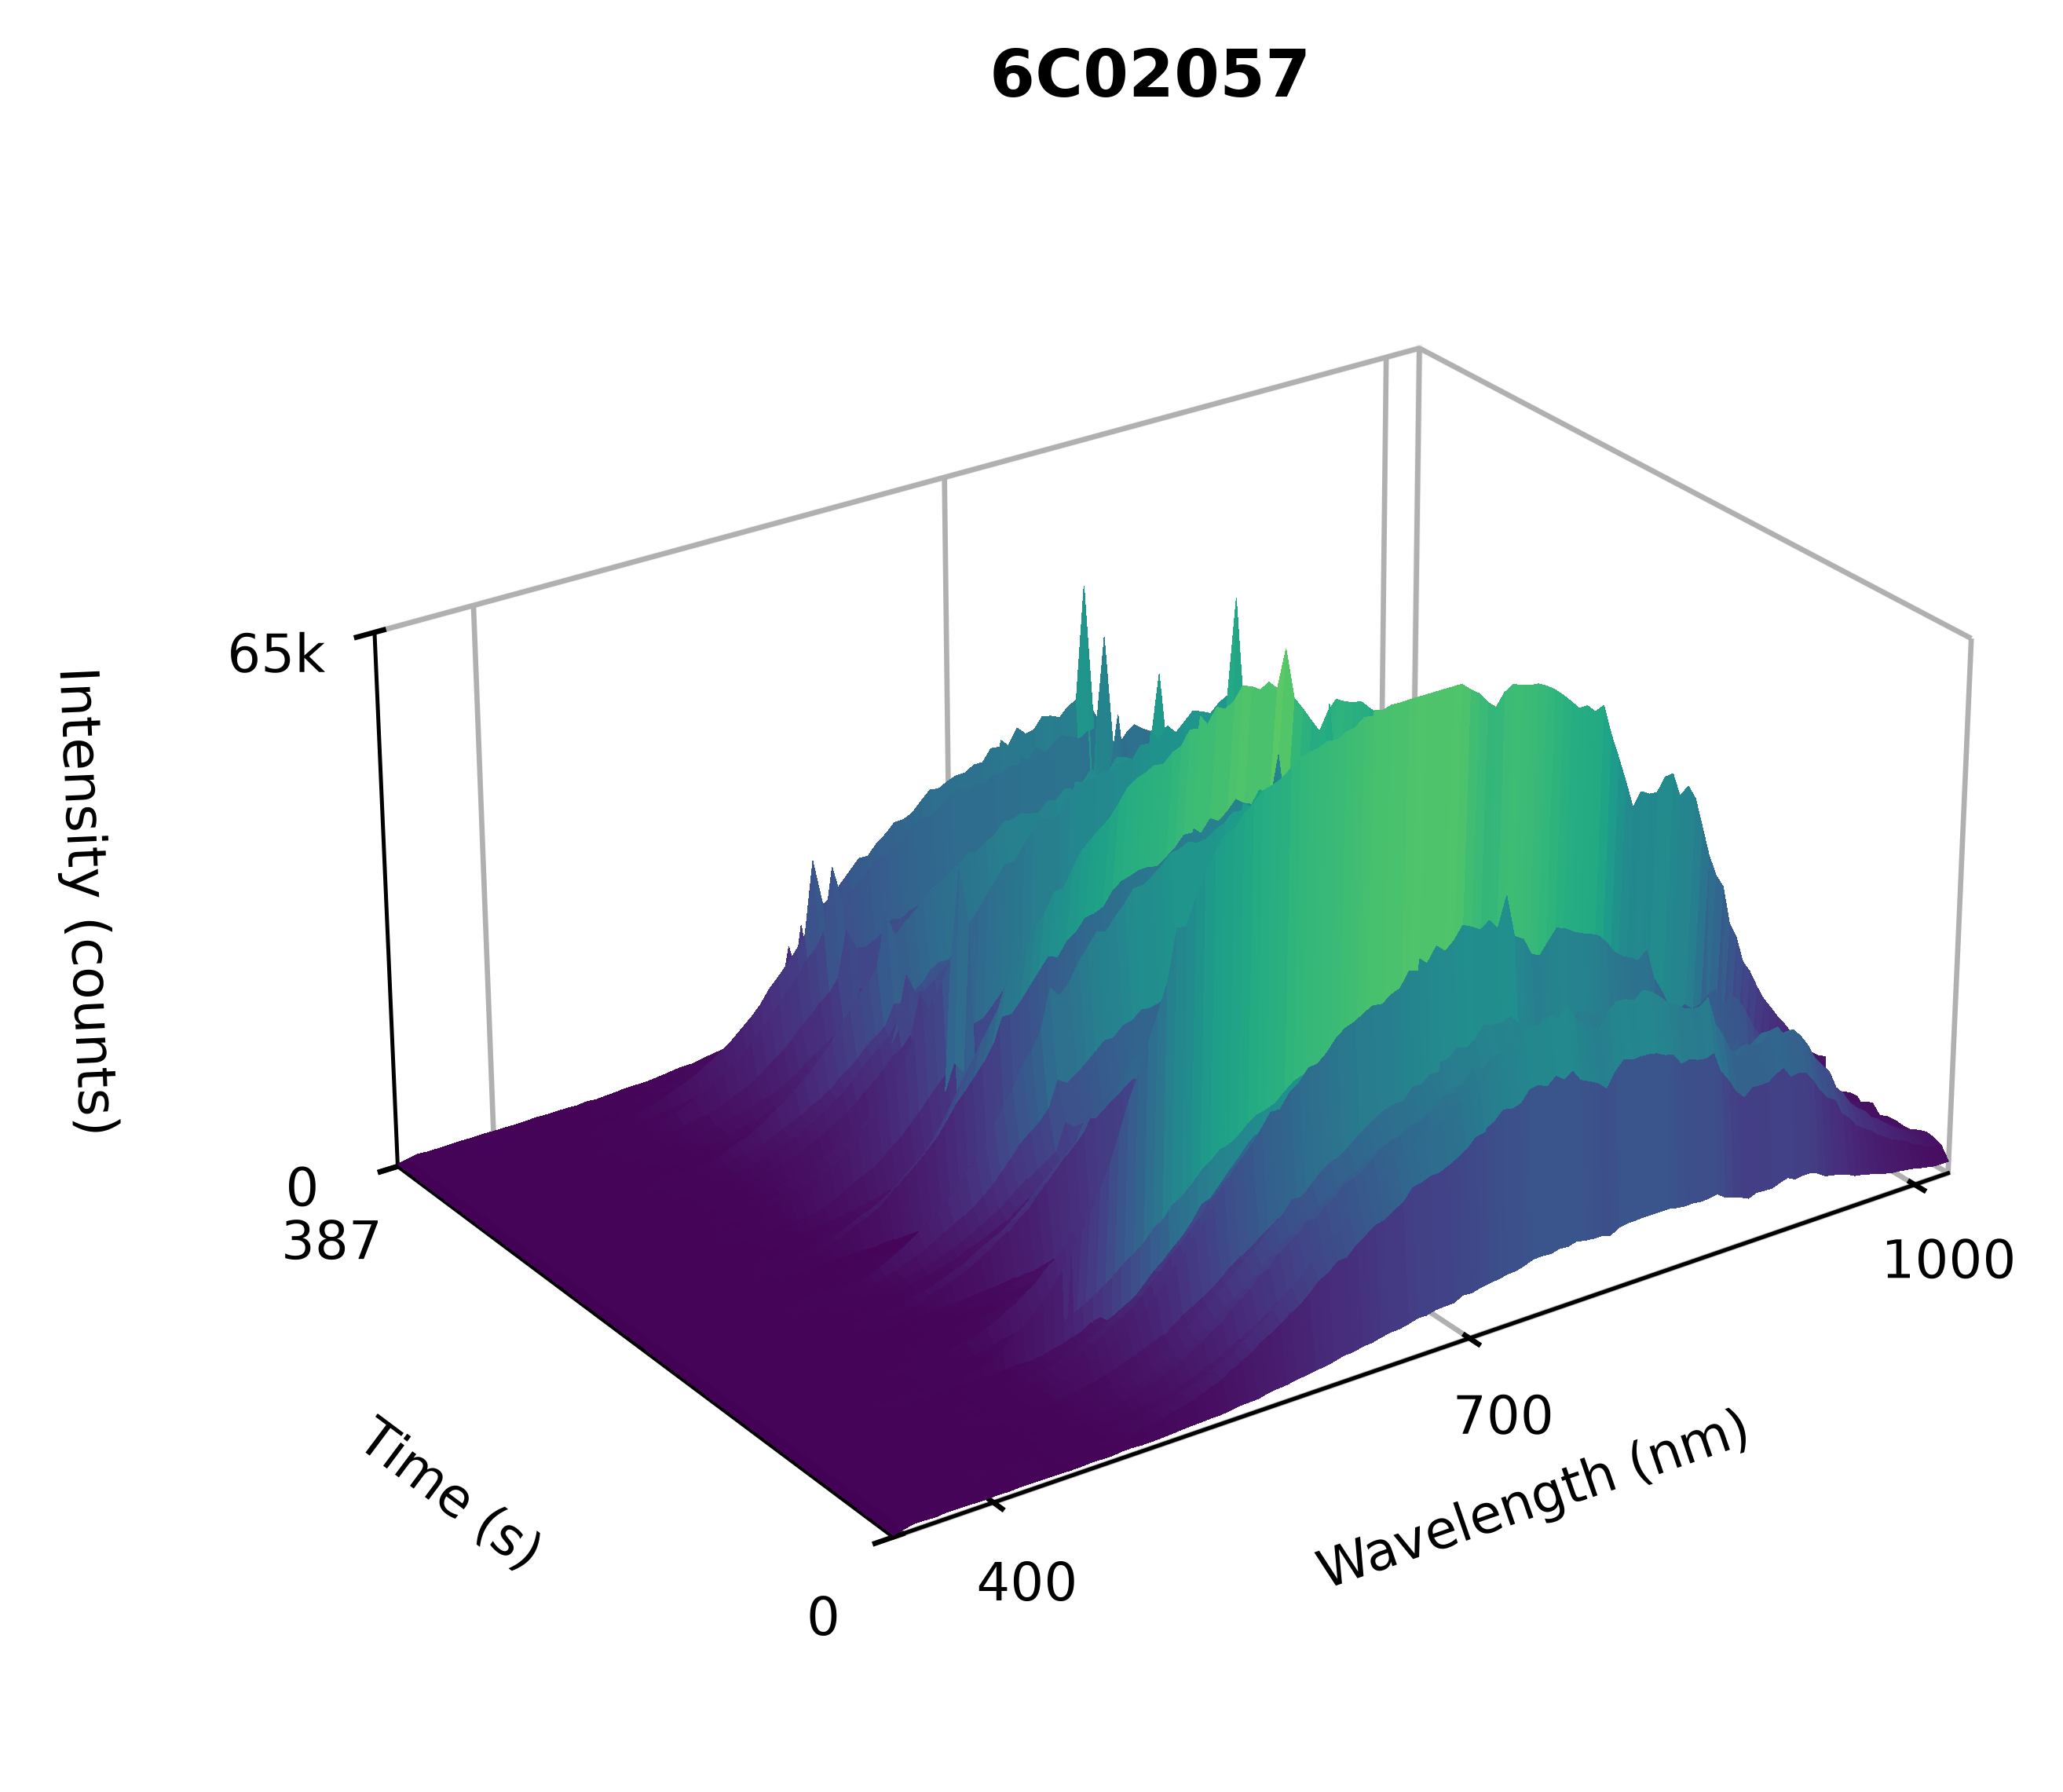 6C02057
65k
Intensity (counts)
0
387
Time (s)
0
400
700
1000
Wavelength (nm)